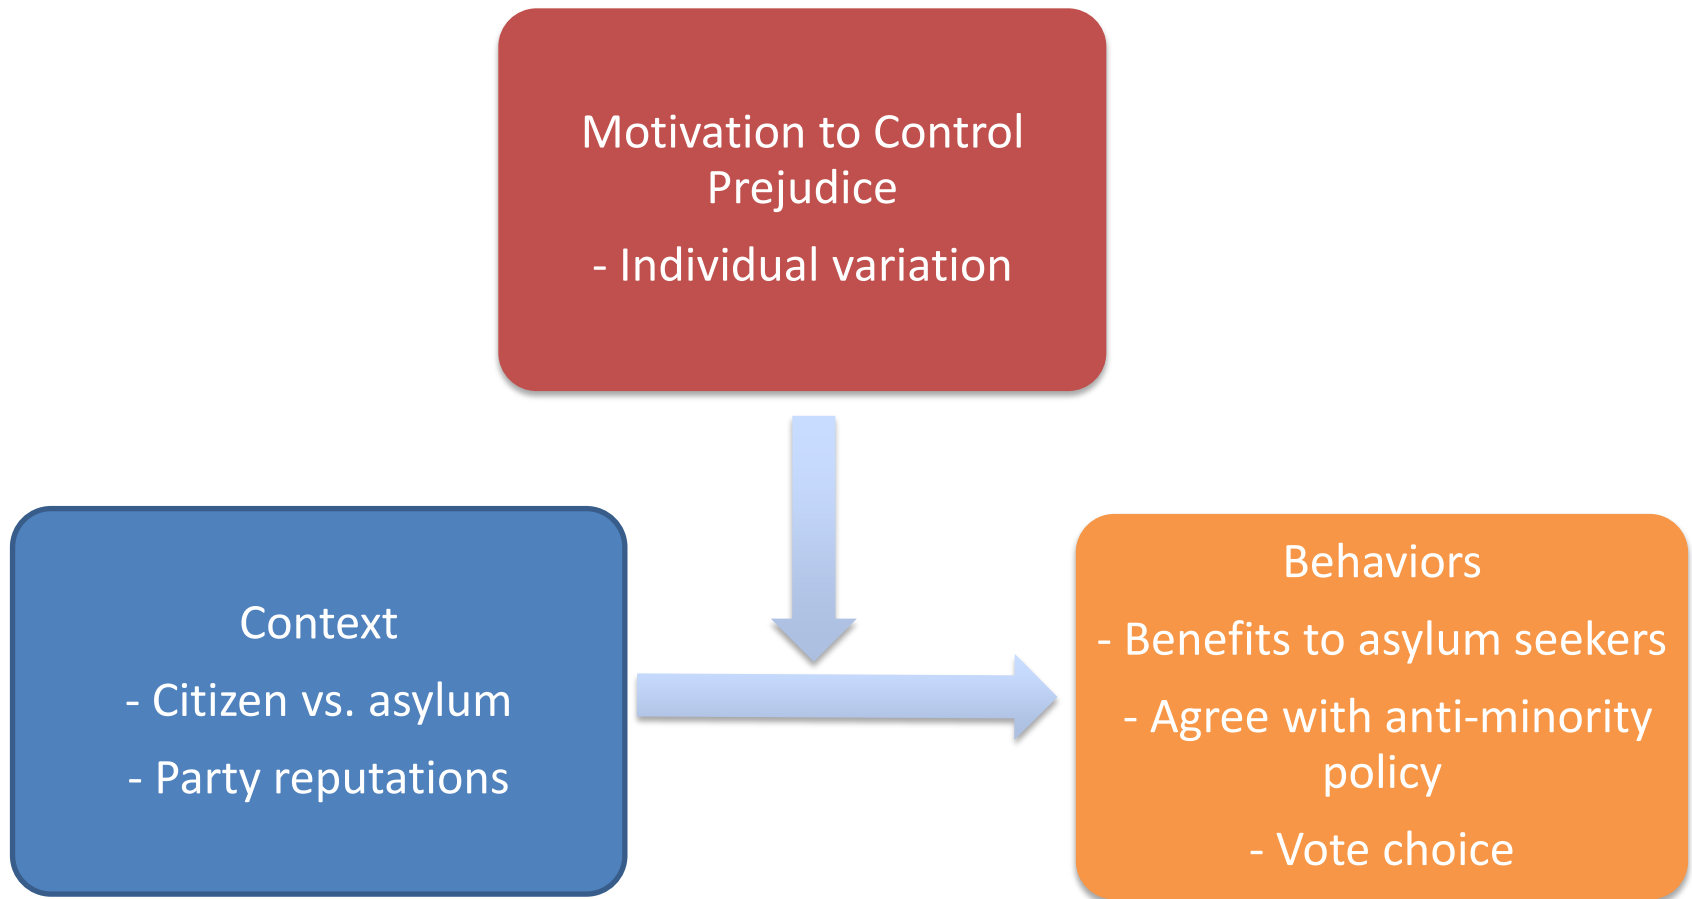 Motivation to Control
Prejudice
- Individual variation
Context
- Citizen vs. asylum
- Party reputations
Behaviors
- Benefits to asylum seekers
- Agree with anti-minority
policy
- Vote choice